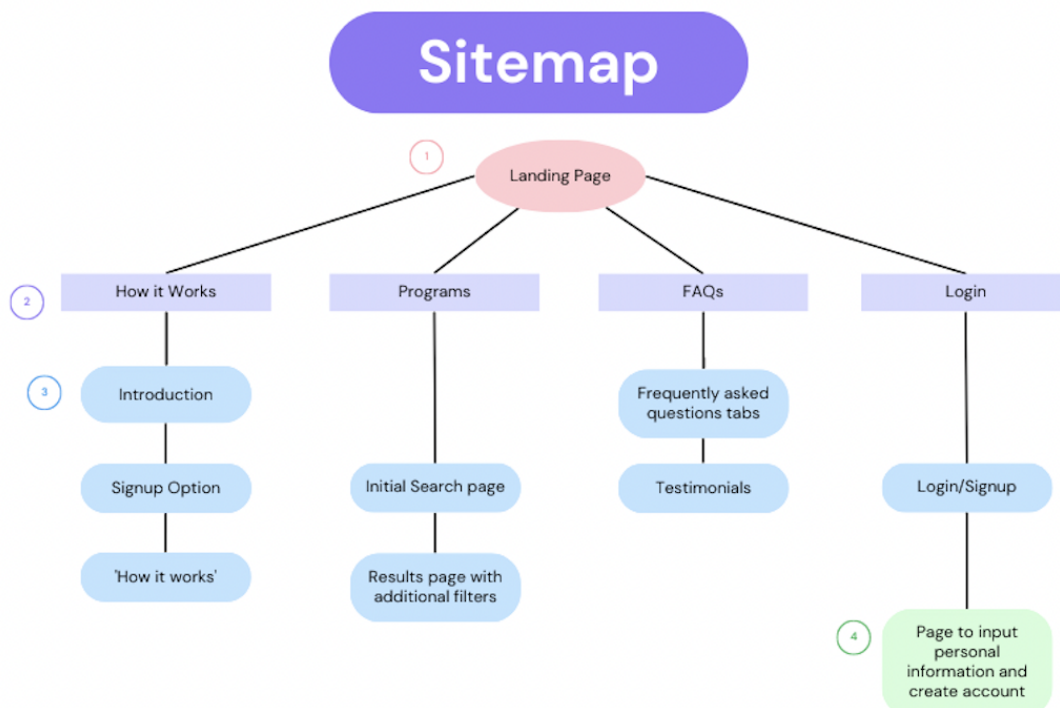 Sitemap
1
Landing Page
2
How it Works
Programs
FAQs
Login
3
Introduction
Frequently asked
questions tabs
Signup Option
Initial Search page
Testimonials
Login/Signup
'How it works'
Results page with
additional filters
4
Page to input
personal
information and
create account